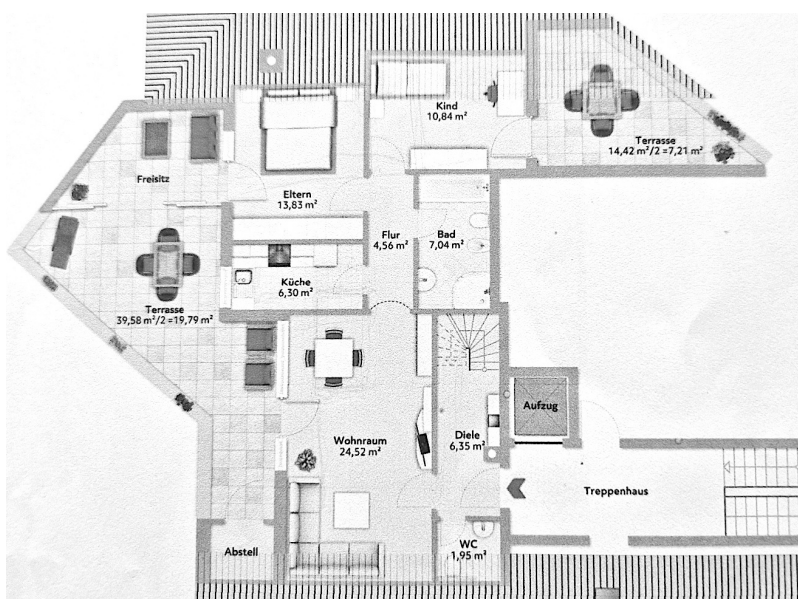 Kind
10,84 m²
Terrasse
14,42 m²/2 =7,21 m²
Freisitz
Eltern
13,83 m²
Flur
4,56 m²
Bad
7,04 m²
Küche
6,30 m²
Terrasse
39,58 m²/2 =19,79 m²
Aufzug
Wohnraum
24,52 m²
Diele
6,35 m²
Treppenhaus
Abstell
WC
1,95 m²